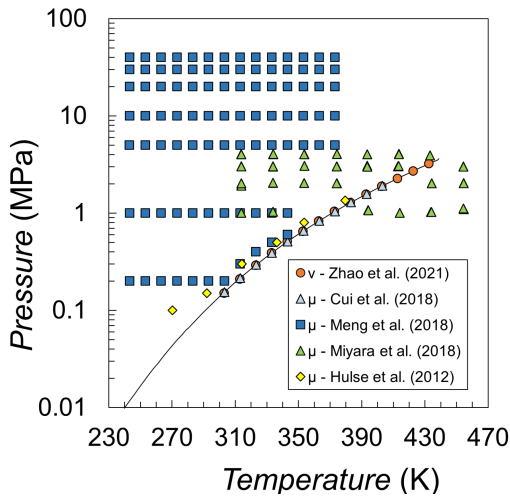 100
10
1
0.1
0.01
Pressure (MPa)
ν - Zhao et al. (2021)
μ - Cui et al. (2018)
μ - Meng et al. (2018)
μ - Miyara et al. (2018)
μ - Hulse et al. (2012)
230 270 310 350 390 430 470
Temperature (K)